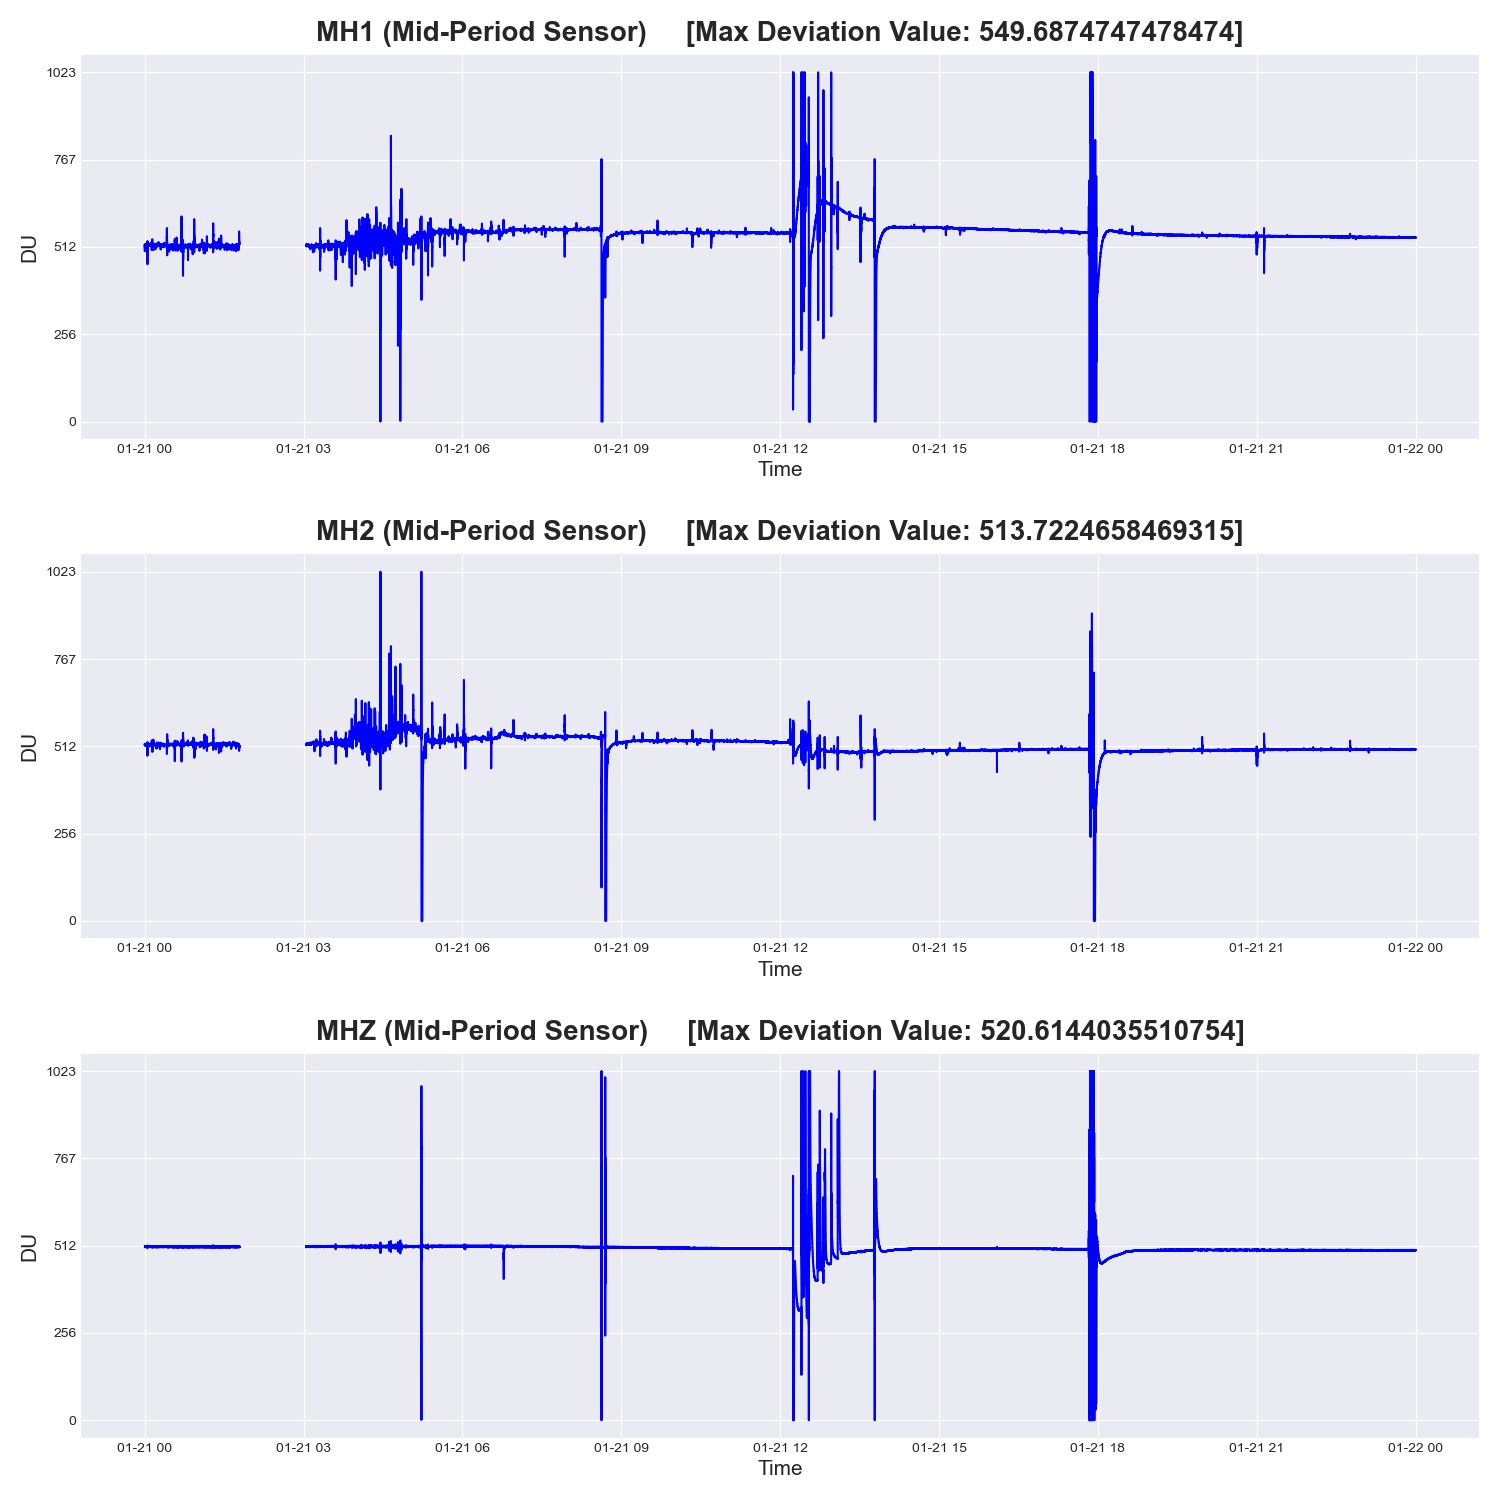 MH1 (Mid-Period Sensor) [Max Deviation Value: 549.6874747478474]
1023
767
512
256
0
DU
01-21 00 01-21 03 01-21 06 01-21 09 01-21 12 01-21 15 01-21 18 01-21 21 01-22 00
Time
MH2 (Mid-Period Sensor) [Max Deviation Value: 513.7224658469315]
1023
767
512
256
0
DU
01-21 00 01-21 03 01-21 06 01-21 09 01-21 12 01-21 15 01-21 18 01-21 21 01-22 00
Time
MHZ (Mid-Period Sensor) [Max Deviation Value: 520.6144035510754]
1023
767
512
256
0
DU
01-21 00 01-21 03 01-21 06 01-21 09 01-21 12 01-21 15 01-21 18 01-21 21 01-22 00
Time